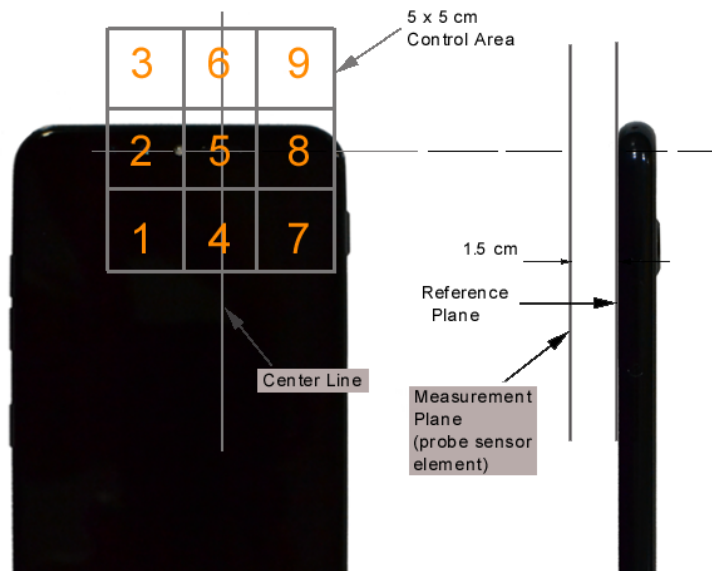 5 x 5 cm
Control Area
3 6 9
2 5 8
1 4 7
1.5 cm
Reference
Plane
Center Line
Measurement
Plane
(probe sensor
element)